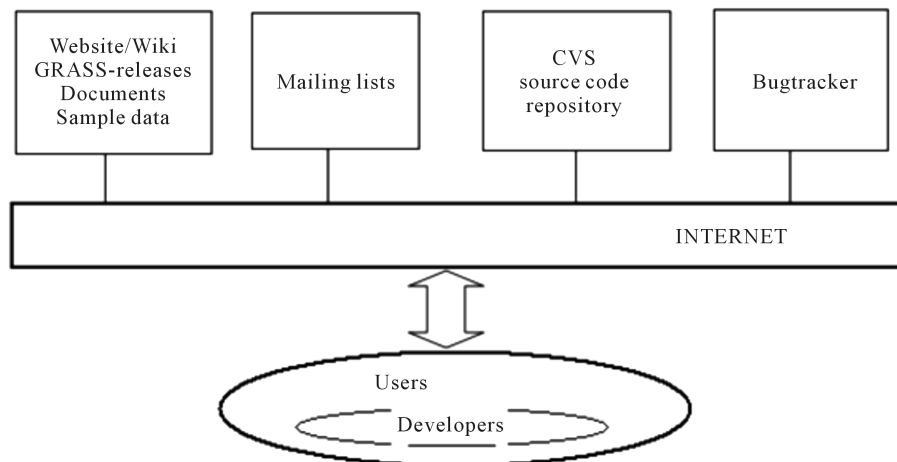 Website/Wiki
GRASS-releases
Documents
Sample data
Mailing lists
CVS
source code
repository
Bugtracker
INTERNET
Users
Developers